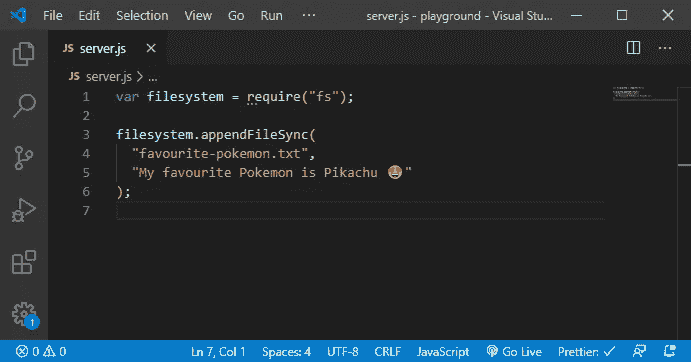 File Edit Selection View Go Run ··· server.js - playground - Visual Stu...
JS server.js
JS server.js > ...
1 var filesystem = require("fs");
2
3 filesystem.appendFileSync(
4 "favourite-pokemon.txt",
5 "My favourite Pokemon is Pikachu 🤩"
6 );
7
1
0 0 Ln 7, Col 1 Spaces: 4 UTF-8 CRLF JavaScript Go Live Prettier: ✓